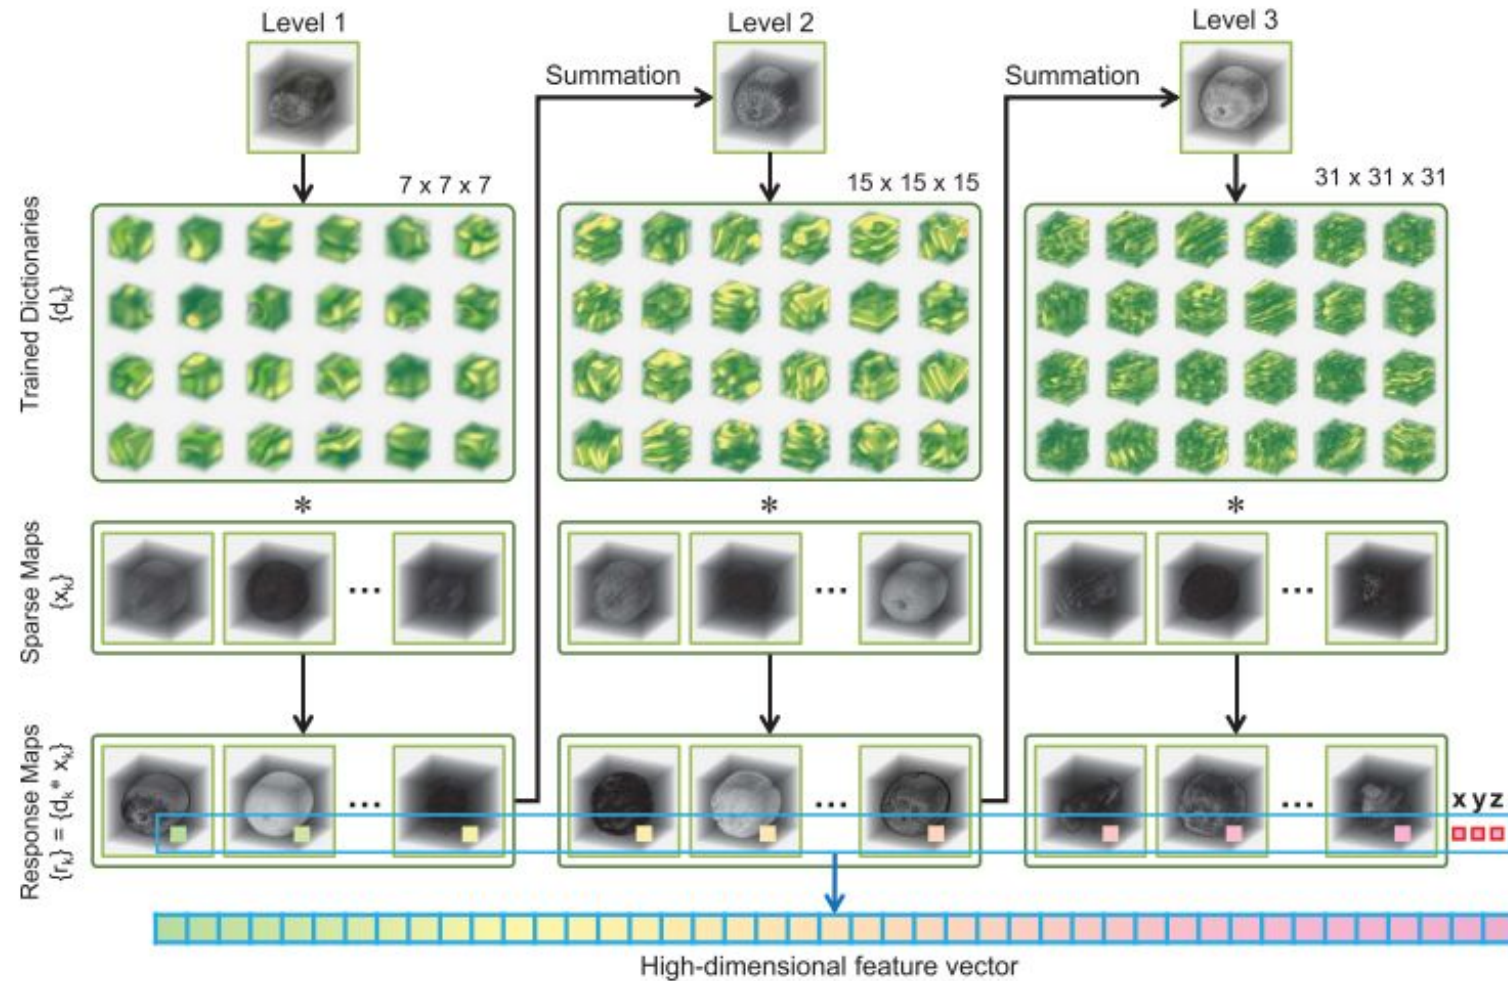 Level 1
Level 2
Level 3
Summation
Summation
7 x 7 x 7
15 x 15 x 15
31 x 31 x 31
Trained Dictionaries
{dₖ}
*
*
*
Sparse Maps
{xₖ}
...
...
...
Response Maps
{rₖ} = {dₖ * xₖ}
...
...
...
x y z
High-dimensional feature vector